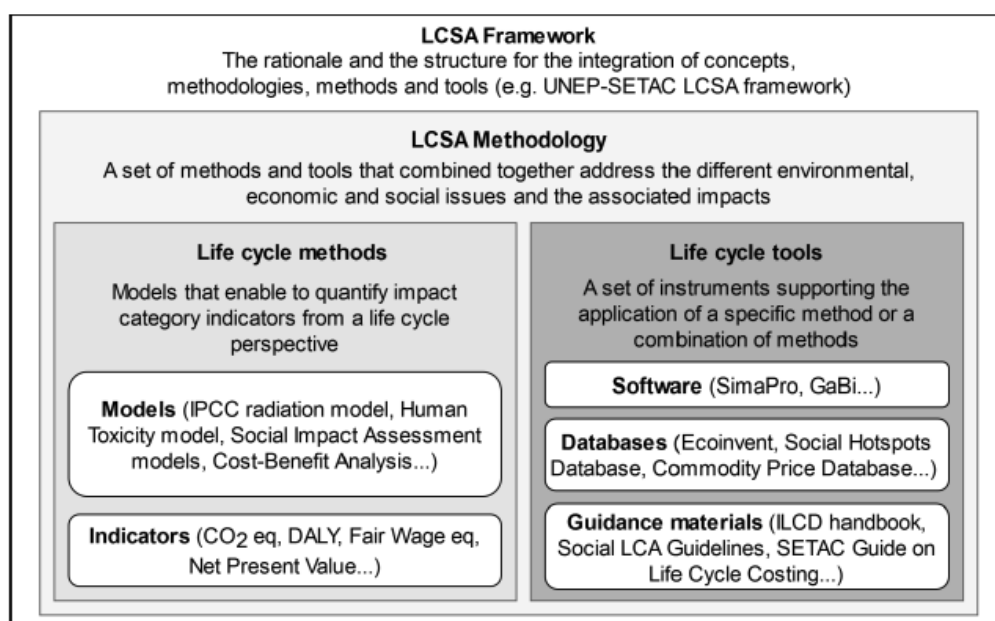 LCSA Framework
The rationale and the structure for the integration of concepts,
methodologies, methods and tools (e.g. UNEP-SETAC LCSA framework)
LCSA Methodology
A set of methods and tools that combined together address the different environmental,
economic and social issues and the associated impacts
Life cycle methods
Models that enable to quantify impact
category indicators from a life cycle
perspective
Models (IPCC radiation model, Human
Toxicity model, Social Impact Assessment
models, Cost-Benefit Analysis...)
Indicators (CO2 eq, DALY, Fair Wage eq,
Net Present Value...)
Life cycle tools
A set of instruments supporting the
application of a specific method or a
combination of methods
Software (SimaPro, GaBi...)
Databases (Ecoinvent, Social Hotspots
Database, Commodity Price Database...)
Guidance materials (ILCD handbook,
Social LCA Guidelines, SETAC Guide on
Life Cycle Costing...)